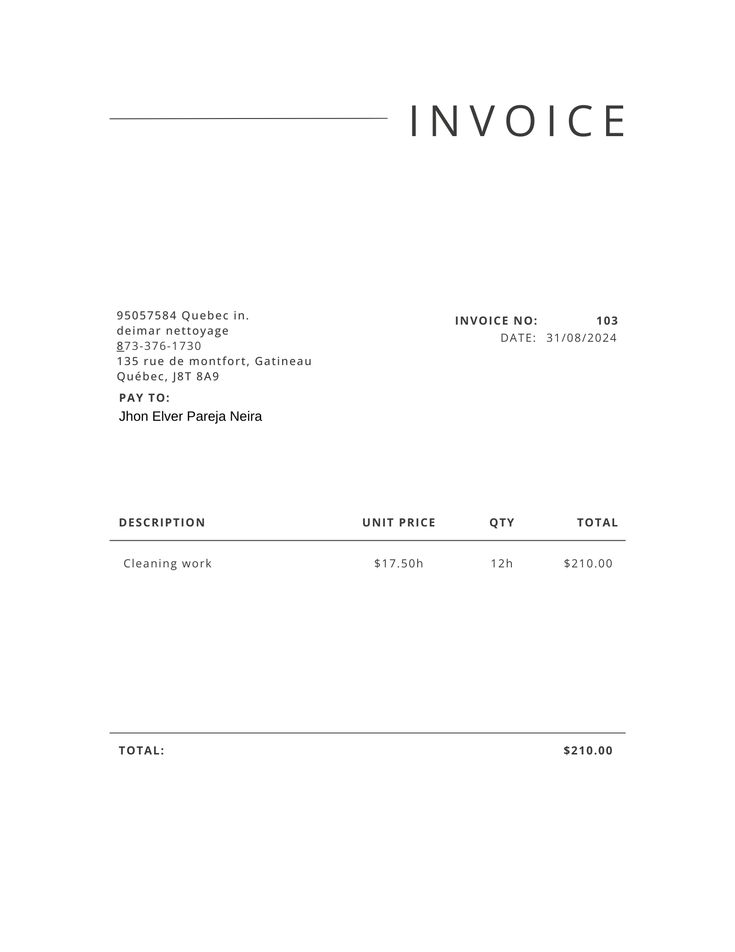 INVOICE
95057584 Quebec in.
deimar nettoyage
873-376-1730
135 rue de montfort, Gatineau
Québec, J8T 8A9
INVOICE NO: 103
DATE: 31/08/2024
PAY TO:
Jhon Elver Pareja Neira
DESCRIPTION UNIT PRICE QTY TOTAL
Cleaning work $17.50h 12h $210.00
TOTAL: $210.00